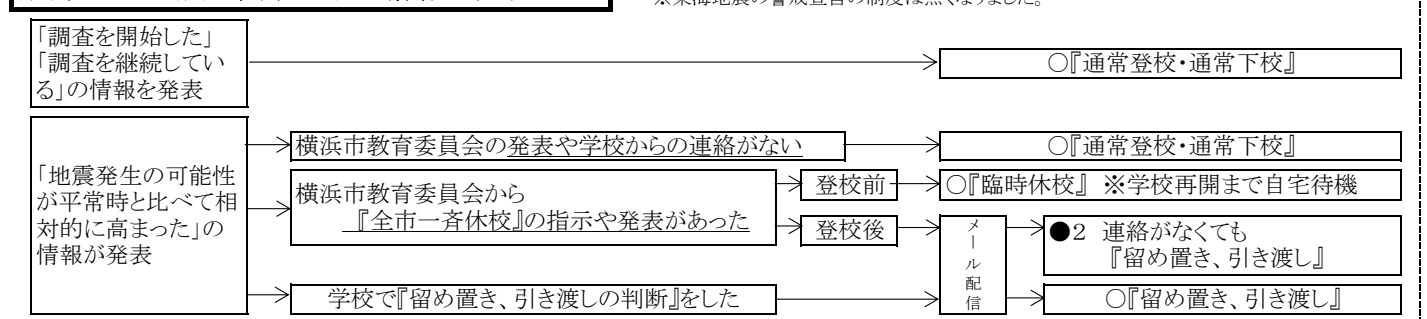 ※東海地震の警戒宣言の制度は無くなりました。
「調査を開始した」
「調査を継続してい
る」の情報を発表
○『通常登校・通常下校』
「地震発生の可能性
が平常時と比べて相
対的に高まった」の
情報が発表
横浜市教育委員会の発表や学校からの連絡がない
○『通常登校・通常下校』
横浜市教育委員会から
『全市一斉休校』の指示や発表があった
登校前
○『臨時休校』 ※学校再開まで自宅待機
登校後
メール配信
●2 連絡がなくても
『留め置き、引き渡し』
学校で『留め置き、引き渡しの判断』をした
○『留め置き、引き渡し』